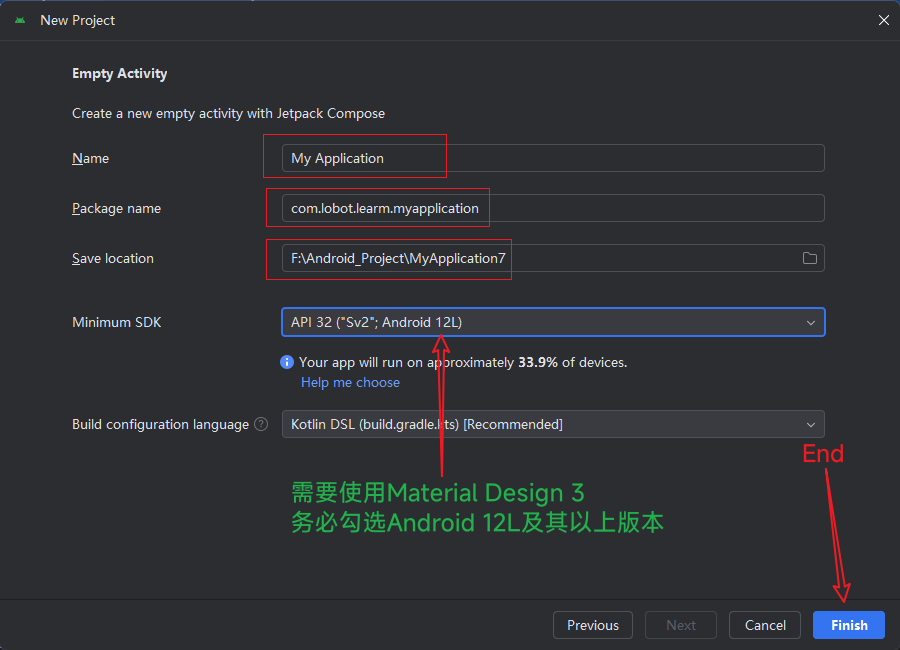 New Project
Empty Activity
Create a new empty activity with Jetpack Compose
Name
My Application
Package name
com.lobot.learm.myapplication
Save location
F:\Android_Project\MyApplication7
Minimum SDK
API 32 ("Sv2"; Android 12L)
Your app will run on approximately 33.9% of devices.
Help me choose
Build configuration language ?
Kotlin DSL (build.gradle.kts) [Recommended]
End
需要使用Material Design 3
务必勾选Android 12L及其以上版本
Previous
Next
Cancel
Finish